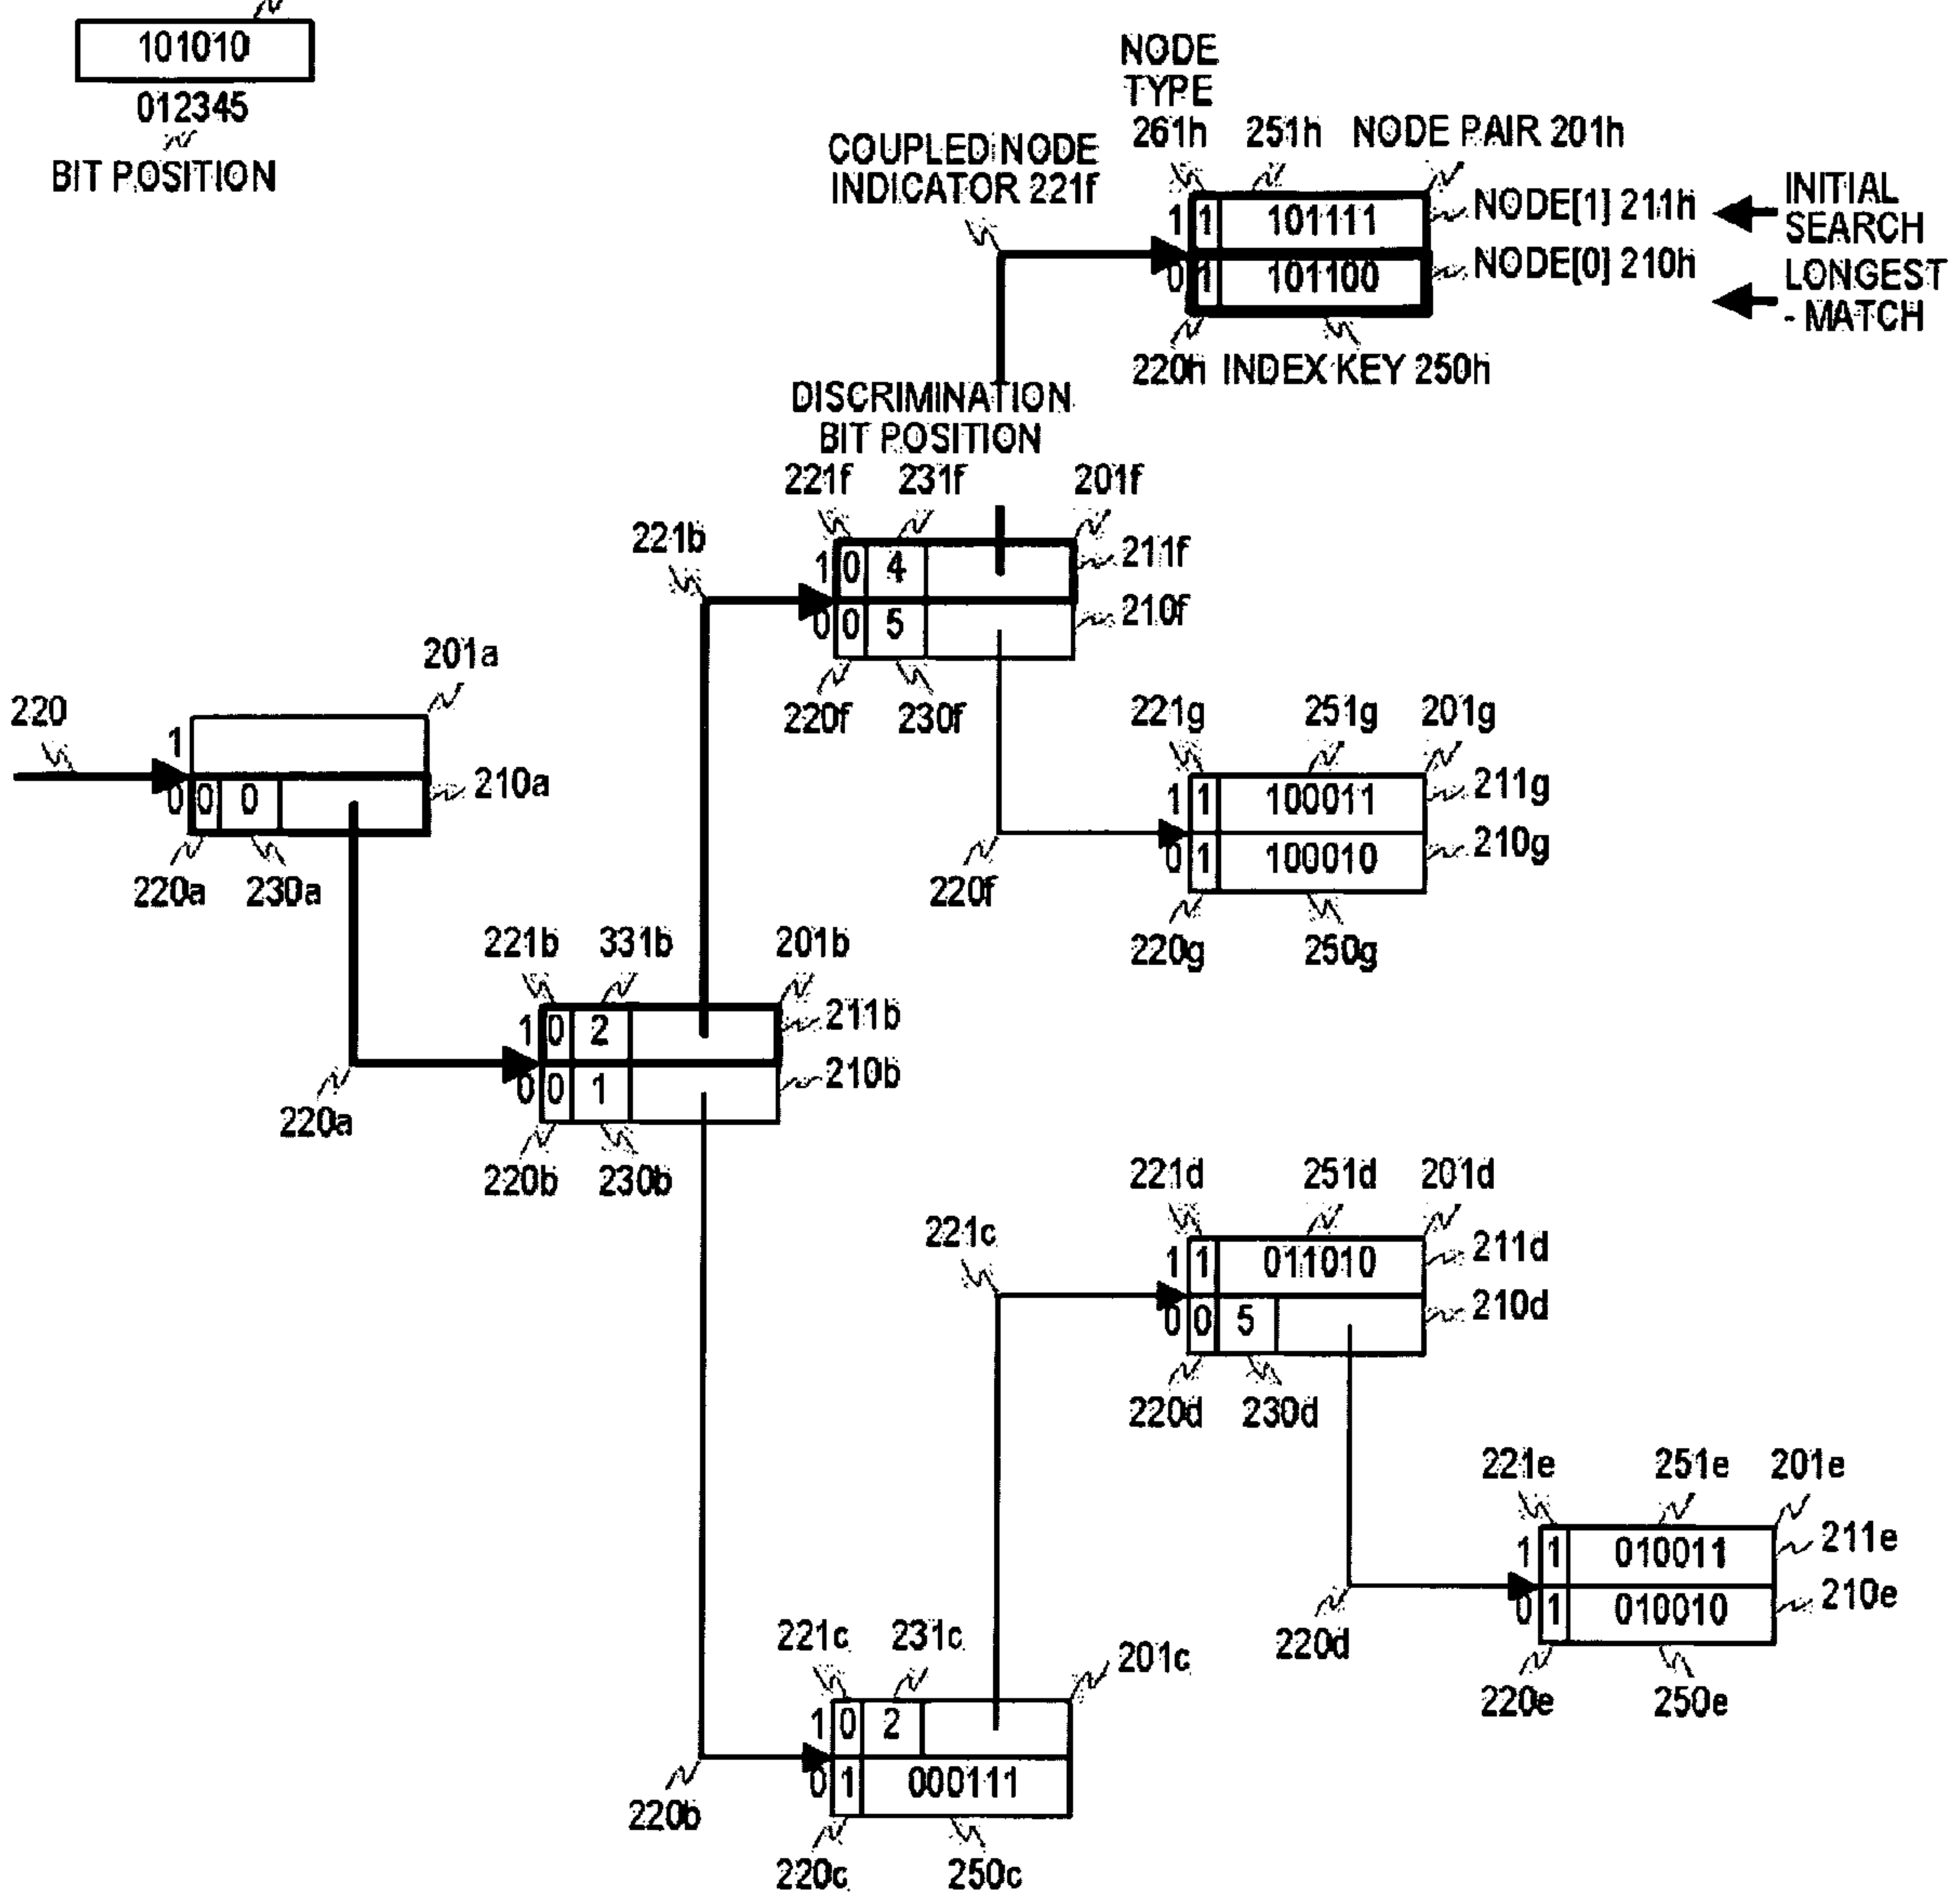 101010
012345
BIT POSITION
NODE
TYPE
261h 251h NODE PAIR 201h
COUPLED NODE
INDICATOR 221f
1 1 101111
NODE[1] 211h
INITIAL
SEARCH
0 1 101100
NODE[0] 210h
LONGEST
- MATCH
220h INDEX KEY 250h
DISCRIMINATION
BIT POSITION
221f 231f 201f
221b
1 0 4
211f
0 0 5
210f
220f 230f
201a
220
1
0 0 0
210a
220a 230a
221g 251g 201g
1 1 100011
211g
0 1 100010
210g
220f
220g 250g
221b 331b 201b
1 0 2
211b
0 0 1
210b
220a
220b 230b
221d 251d 201d
221c
1 1 011010
211d
0 0 5
210d
220d 230d
221e 251e 201e
1 1 010011
211e
0 1 010010
210e
220d
220e 250e
221c 231c 201c
1 0 2
0 1 000111
220b
220c 250c